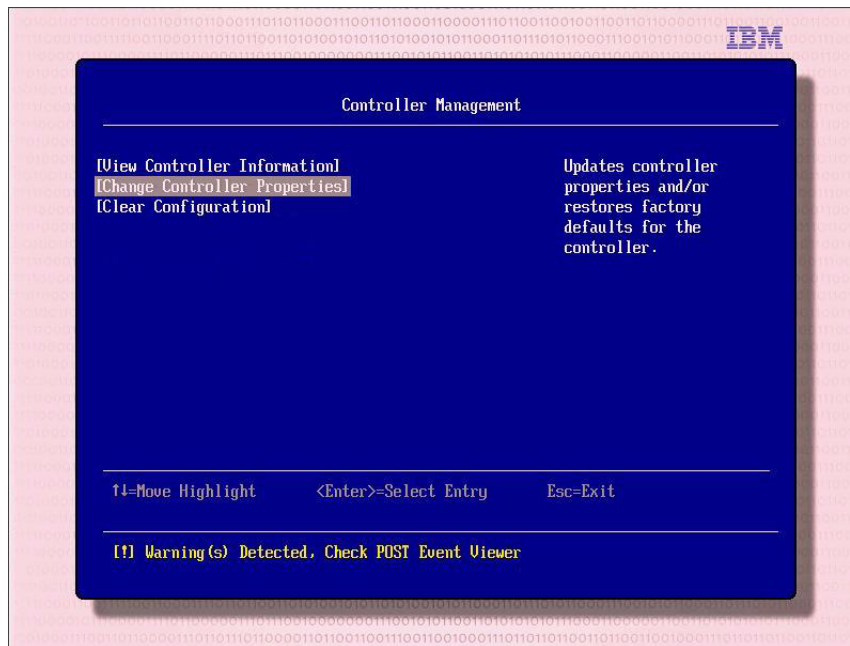 IBM
Controller Management
[View Controller Information]
[Change Controller Properties]
[Clear Configuration]
Updates controller
properties and/or
restores factory
defaults for the
controller.
↑↓=Move Highlight <Enter>=Select Entry Esc=Exit
[!] Warning(s) Detected, Check POST Event Viewer